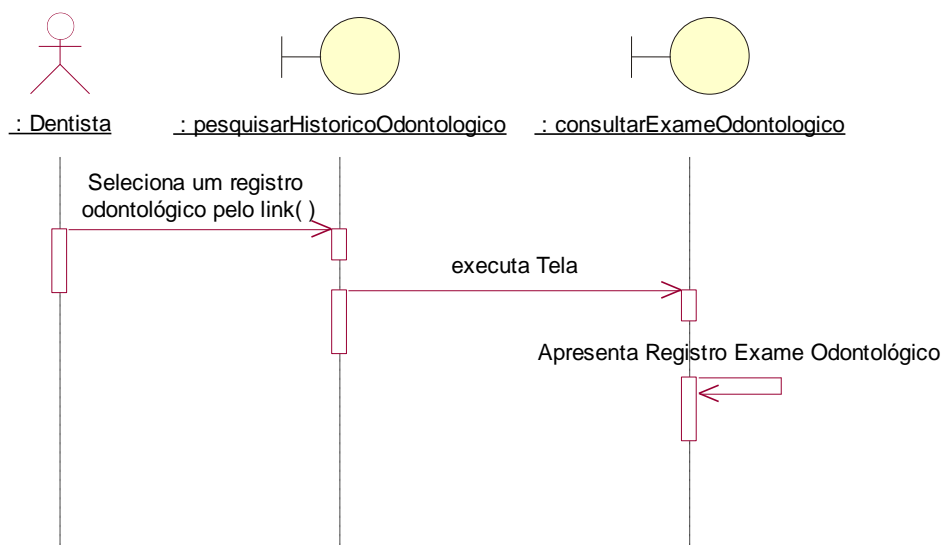 : Dentista
: pesquisarHistoricoOdontologico
: consultarExameOdontologico
Seleciona um registro
odontológico pelo link( )
executa Tela
Apresenta Registro Exame Odontológico